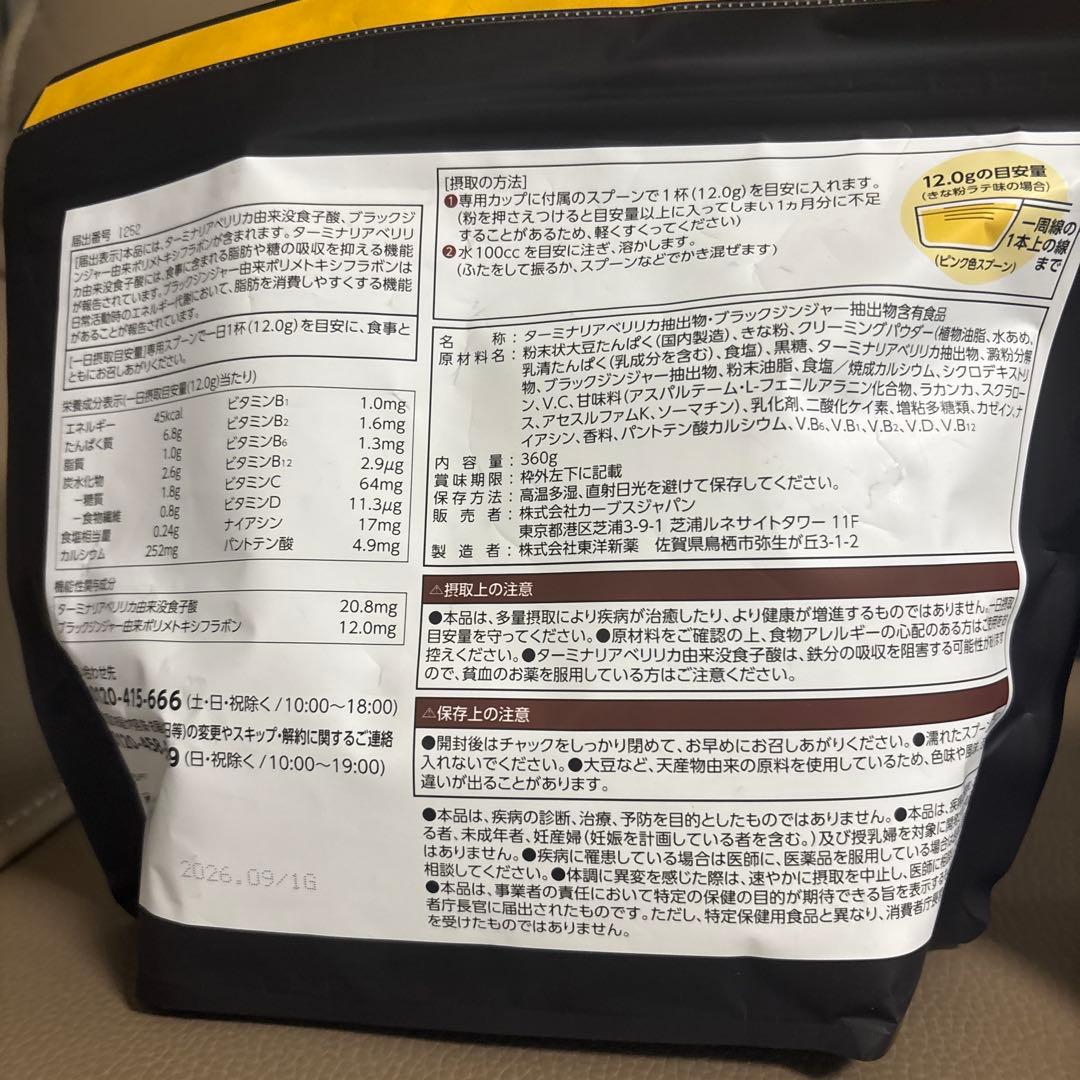 届出番号 I252
[届出表示]本品には、ターミナリアベリリカ由来没食子酸、ブラックジ
ンジャー由来ポリメトキシフラボンが含まれます。ターミナリアベリリ
カ由来没食子酸には、食事に含まれる脂肪や糖の吸収を抑える機能
が報告されています。ブラックジンジャー由来ポリメトキシフラボンは
日常活動時のエネルギー代謝において、脂肪を消費しやすくする機能
があることが報告されています。
[一日摂取目安量]専用スプーンで一日1杯(12.0g)を目安に、食事と
ともにお召しあがりください。
栄養成分表示(一日摂取目安量(12.0g)当たり)
エネルギー 45kcal ビタミンB1 1.0mg
たんぱく質 6.8g ビタミンB2 1.6mg
脂質 1.0g ビタミンB6 1.3mg
炭水化物 2.6g ビタミンB12 2.9μg
ー糖質 1.8g ビタミンC 64mg
ー食物繊維 0.8g ビタミンD 11.3μg
食塩相当量 0.24g ナイアシン 17mg
カルシウム 252mg パントテン酸 4.9mg
機能性関与成分
ターミナリアベリリカ由来没食子酸 20.8mg
ブラックジンジャー由来ポリメトキシフラボン 12.0mg
合わせ先
0120-415-666 (土・日・祝除く/10:00〜18:00)
等)の変更やスキップ・解約に関するご連絡
9 (日・祝除く/10:00〜19:00)
2026.09/1G
[摂取の方法]
❶専用カップに付属のスプーンで1杯(12.0g)を目安に入れます。
(粉を押さえつけると目安量以上に入ってしまい1ヵ月分に不足
することがあるため、軽くすくってください)
❷水100ccを目安に注ぎ、溶かします。
(ふたをして振るか、スプーンなどでかき混ぜます)
12.0gの目安量
(きな粉ラテ味の場合)
一周線の
1本上の線
まで
(ピンク色スプーン)
名称:ターミナリアベリリカ抽出物・ブラックジンジャー抽出物含有食品
原材料名:粉末状大豆たんぱく(国内製造)、きな粉、クリーミングパウダー(植物油脂、水あめ、
乳清たんぱく(乳成分を含む)、食塩)、黒糖、ターミナリアベリリカ抽出物、澱粉分解
物、ブラックジンジャー抽出物、粉末油脂、食塩/焼成カルシウム、シクロデキストリ
ン、V.C、甘味料(アスパルテーム・L-フェニルアラニン化合物、ラカンカ、スクラロー
ス、アセスルファムK、ソーマチン)、乳化剤、二酸化ケイ素、増粘多糖類、カゼイン、ナ
イアシン、香料、パントテン酸カルシウム、V.B6、V.B1、V.B2、V.D、V.B12
内容量:360g
賞味期限:枠外左下に記載
保存方法:高温多湿、直射日光を避けて保存してください。
販売者:株式会社カーブスジャパン
東京都港区芝浦3-9-1 芝浦ルネサイトタワー 11F
製造者:株式会社東洋新薬 佐賀県鳥栖市弥生が丘3-1-2
⚠摂取上の注意
●本品は、多量摂取により疾病が治癒したり、より健康が増進するものではありません。一日摂取
目安量を守ってください。●原材料をご確認の上、食物アレルギーの心配のある方はご
控えください。●ターミナリアベリリカ由来没食子酸は、鉄分の吸収を阻害する可能性が
ので、貧血のお薬を服用している方はご注意ください。
⚠保存上の注意
●開封後はチャックをしっかり閉めて、お早めにお召しあがりください。●濡れたスプーン
入れないでください。●大豆など、天産物由来の原料を使用しているため、色味や
違いが出ることがあります。
●本品は、疾病の診断、治療、予防を目的としたものではありません。●本品は、
る者、未成年者、妊産婦(妊娠を計画している者を含む。)及び授乳婦を対象に
はありません。●疾病に罹患している場合は医師に、医薬品を服用している場合
相談してください。●体調に異変を感じた際は、速やかに摂取を中止し、医師に
●本品は、事業者の責任において特定の保健の目的が期待できる旨を表示する
者庁長官に届出されたものです。ただし、特定保健用食品と異なり、消費者庁
を受けたものではありません。